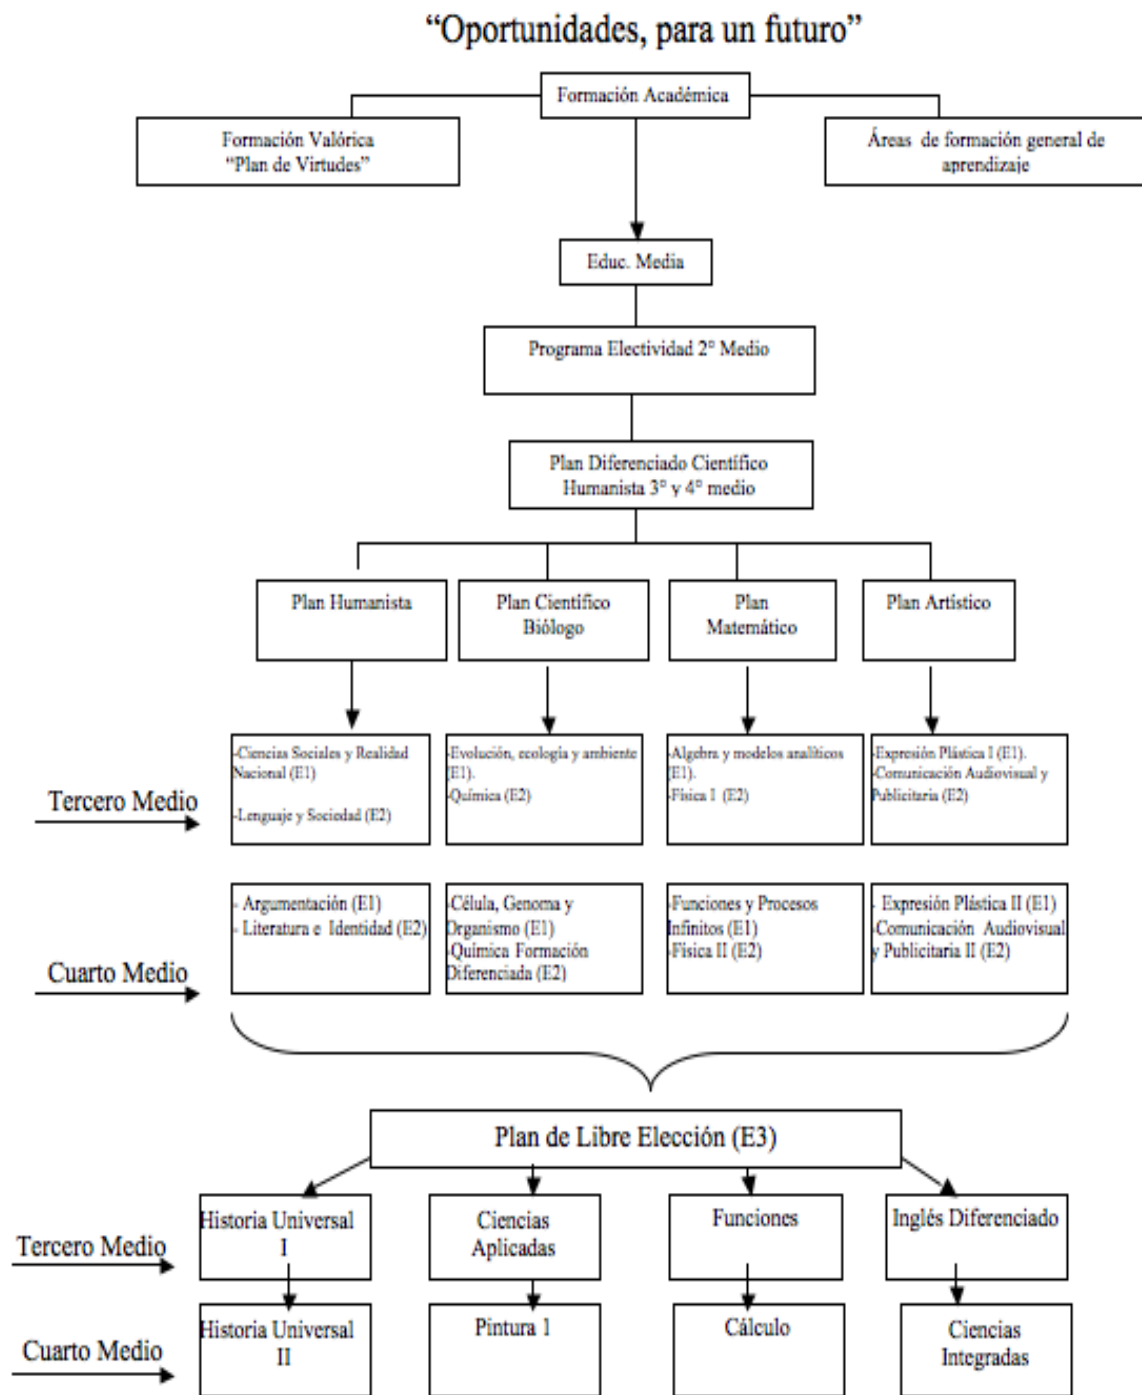 “Oportunidades, para un futuro”
Formación Académica
Formación Valórica
“Plan de Virtudes”
Áreas de formación general de
aprendizaje
Educ. Media
Programa Electividad 2° Medio
Plan Diferenciado Científico
Humanista 3° y 4° medio
Plan Humanista
Plan Científico
Biólogo
Plan
Matemático
Plan Artístico
Tercero Medio
-Ciencias Sociales y Realidad
Nacional (E1)
-Lenguaje y Sociedad (E2)
-Evolución, ecología y ambiente
(E1).
-Química (E2)
-Algebra y modelos analíticos
(E1).
-Física I (E2)
-Expresión Plástica I (E1).
-Comunicación Audiovisual y
Publicitaria (E2)
Cuarto Medio
- Argumentación (E1)
- Literatura e Identidad (E2)
-Célula, Genoma y
Organismo (E1)
-Química Formación
Diferenciada (E2)
-Funciones y Procesos
Infinitos (E1)
-Física II (E2)
- Expresión Plástica II (E1)
-Comunicación Audiovisual
y Publicitaria II (E2)
Plan de Libre Elección (E3)
Tercero Medio
Historia Universal
I
Ciencias
Aplicadas
Funciones
Inglés Diferenciado
Cuarto Medio
Historia Universal
II
Pintura 1
Cálculo
Ciencias
Integradas